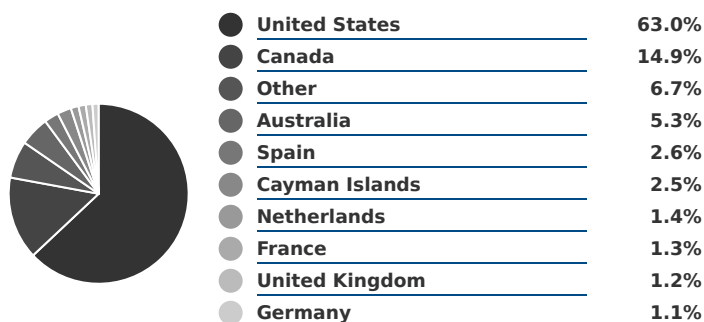 United States 63.0%
Canada 14.9%
Other 6.7%
Australia 5.3%
Spain 2.6%
Cayman Islands 2.5%
Netherlands 1.4%
France 1.3%
United Kingdom 1.2%
Germany 1.1%